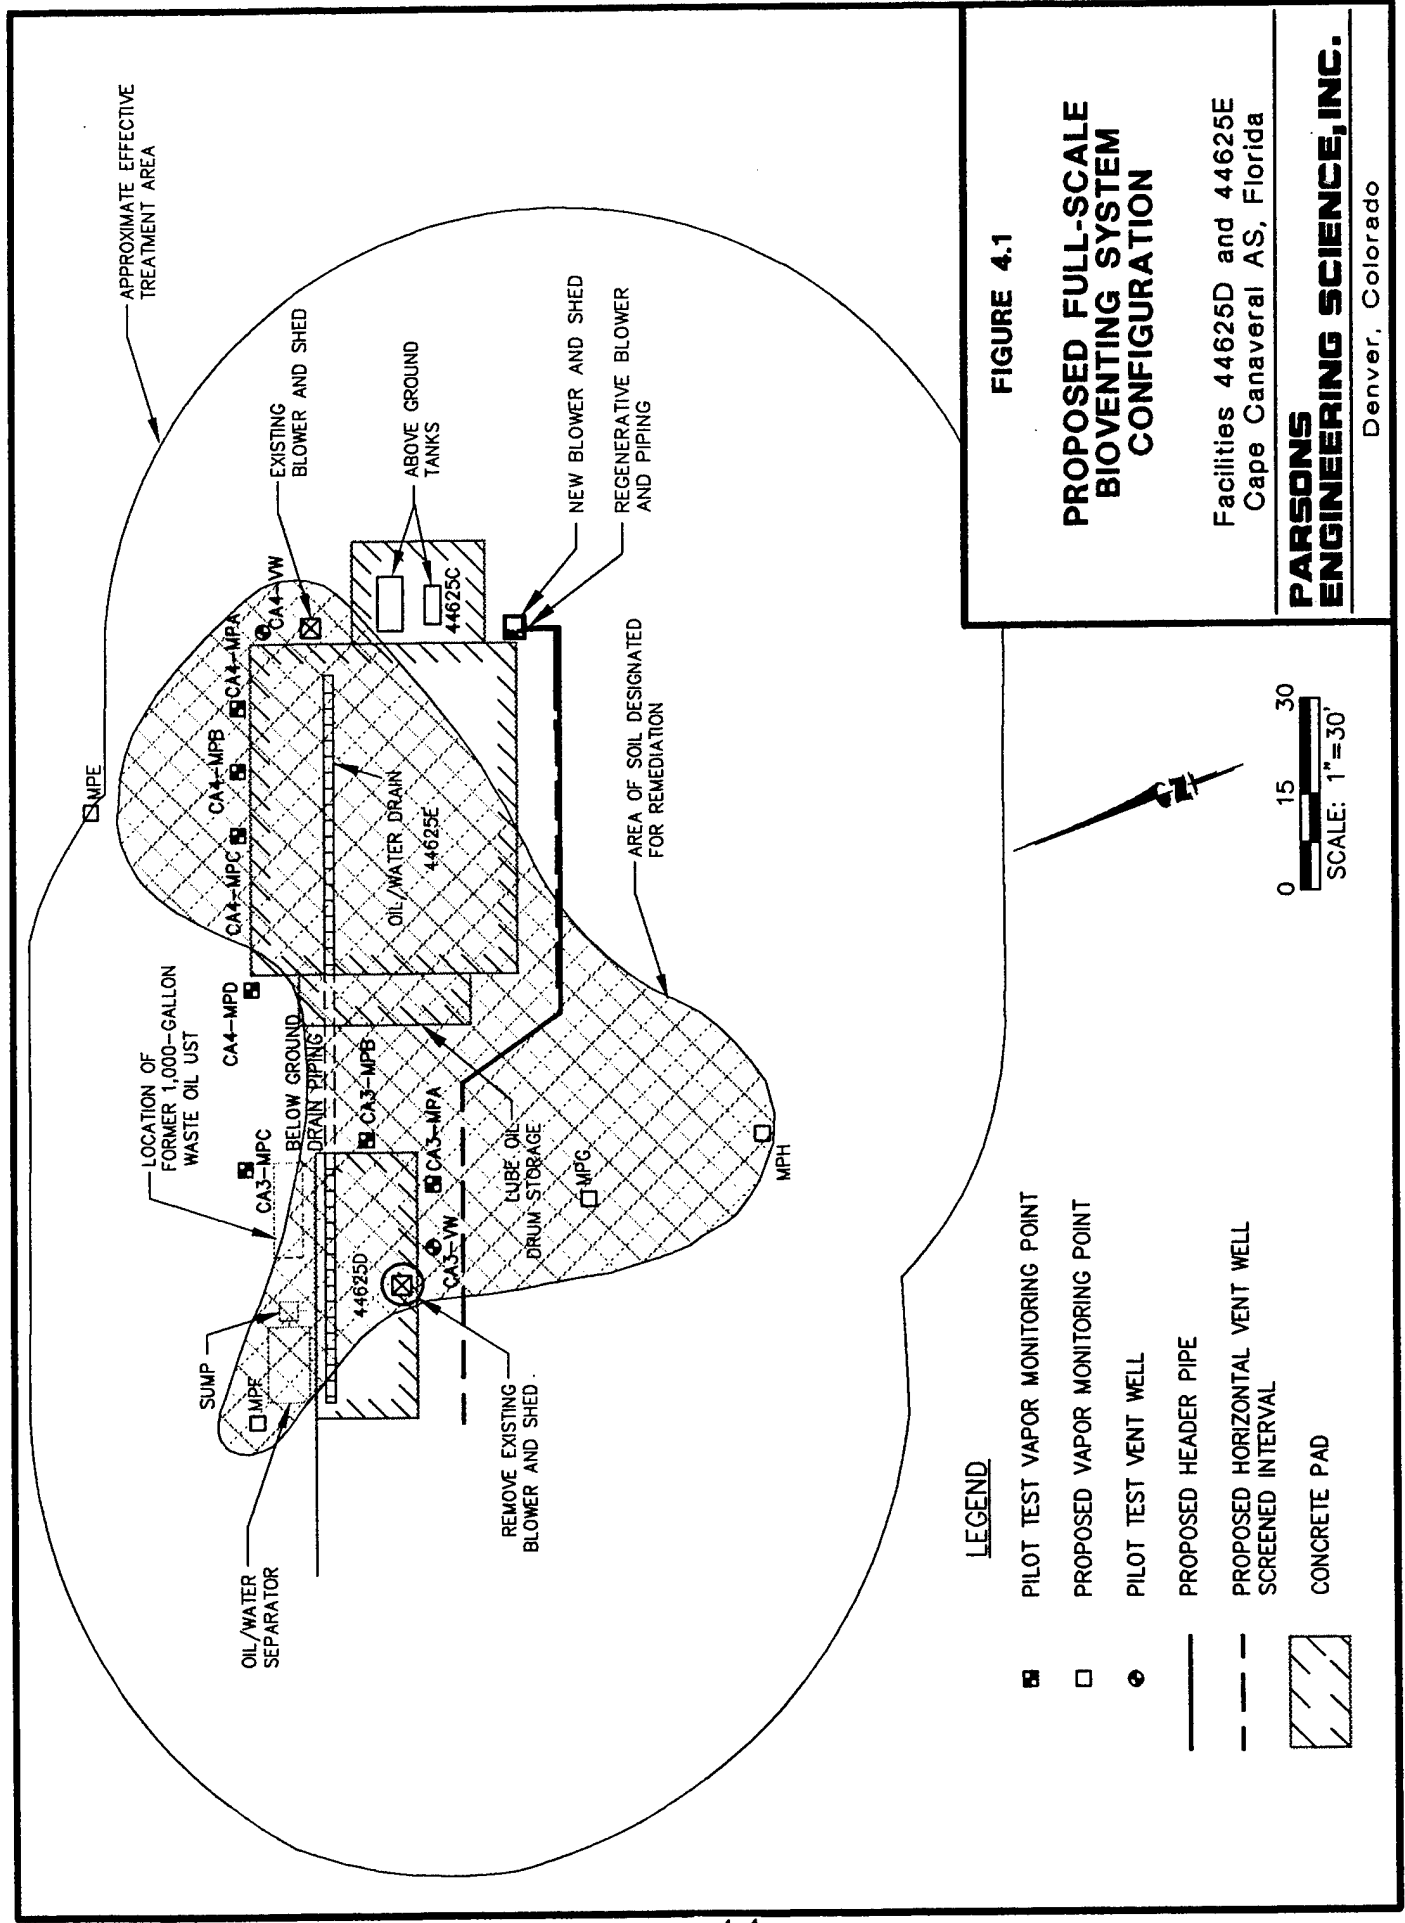 APPROXIMATE EFFECTIVE
TREATMENT AREA
EXISTING
BLOWER AND SHED
ABOVE GROUND
TANKS
NEW BLOWER AND SHED
REGENERATIVE BLOWER
AND PIPING
MPE
CA4-VW
CA4-MPA
CA4-MPB
CA4-MPC
CA4-MPD
44625C
OIL/WATER DRAIN
44625E
AREA OF SOIL DESIGNATED
FOR REMEDIATION
LOCATION OF
FORMER 1,000-GALLON
WASTE OIL UST
BELOW GROUND
DRAIN PIPING
CA3-MPC
CA3-MPB
CA3-MPA
CA3-VW
LUBE OIL
DRUM STORAGE
MPG
MPH
44625D
SUMP
MPF
OIL/WATER
SEPARATOR
REMOVE EXISTING
BLOWER AND SHED
LEGEND
PILOT TEST VAPOR MONITORING POINT
PROPOSED VAPOR MONITORING POINT
PILOT TEST VENT WELL
PROPOSED HEADER PIPE
PROPOSED HORIZONTAL VENT WELL
SCREENED INTERVAL
CONCRETE PAD
0 15 30
SCALE: 1"=30'
FIGURE 4.1
PROPOSED FULL-SCALE
BIOVENTING SYSTEM
CONFIGURATION
Facilities 44625D and 44625E
Cape Canaveral AS, Florida
PARSONS
ENGINEERING SCIENCE, INC.
Denver, Colorado